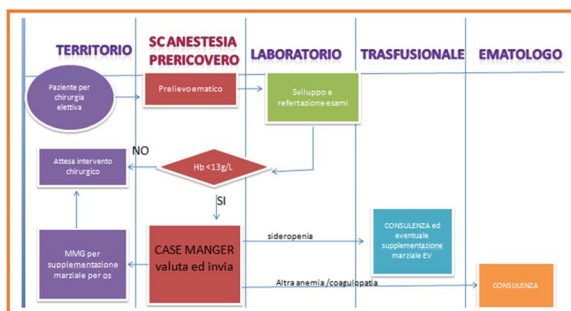 TERRITORIO
SC ANESTESIA
PRERICOVERO
LABORATORIO
TRASFUSIONALE
EMATOLOGO
Paziente per
chirurgia
elettiva
Prelievo ematico
Sviluppo e
refertazione esami
Attesa intervento
chirurgico
NO
Hb <13g/L
SI
MMG per
supplementazione
marziale per os
CASE MANGER
valuta ed invia
sideropenia
CONSULENZA ed
eventuale
supplementazione
marziale EV
Altra anemia /coagulopatia
CONSULENZA